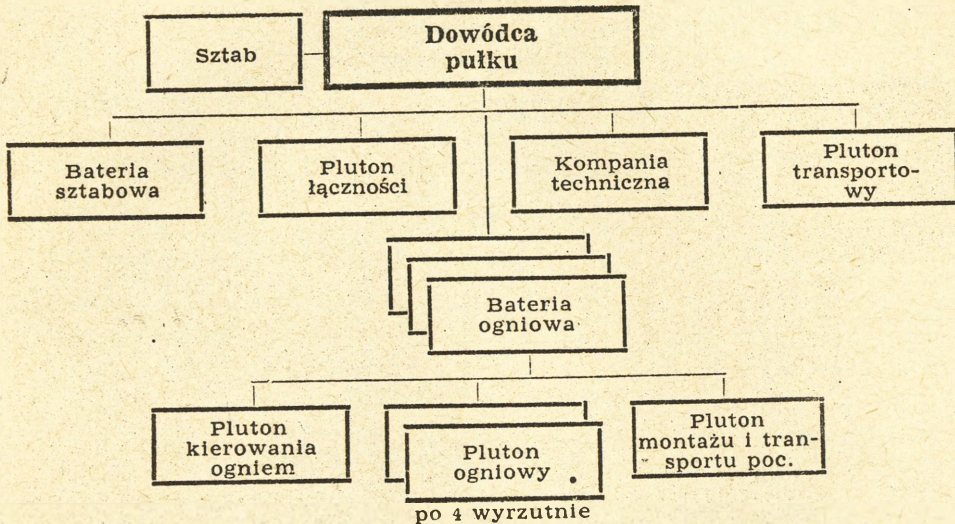 Sztab
Dowódca
pułku
Bateria
sztabowa
Pluton
łączności
Kompania
techniczna
Pluton
transporto-
wy
Bateria
ogniowa
Pluton
kierowania
ogniem
Pluton
ogniowy
Pluton
montażu i tran-
sportu poc.
po 4 wyrzutnie